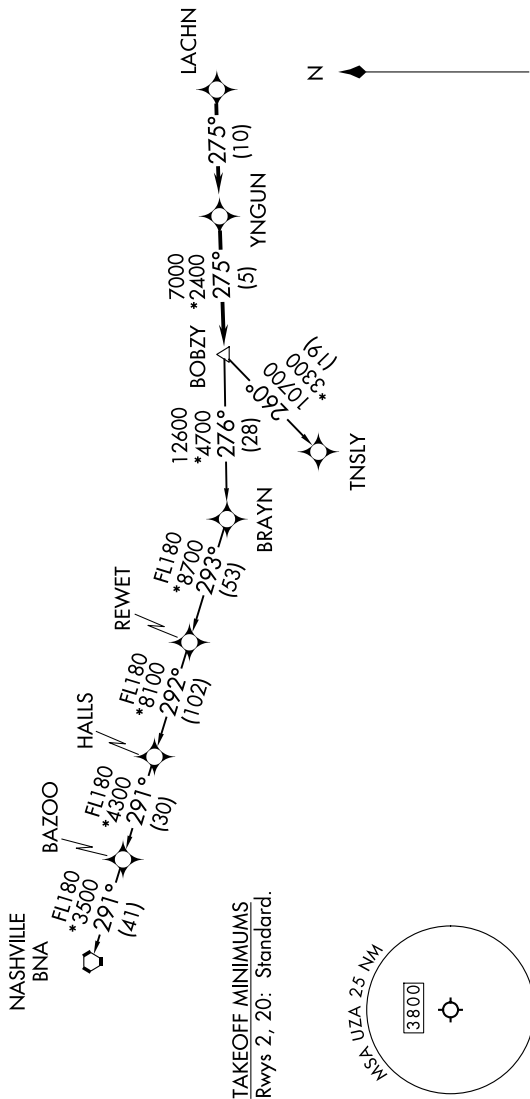 LACHN
N
275°
(10)
YNGUN
7000
*2400
275°
(5)
BOBZY
10700
*3300
260°
(19)
TNSLY
12600
*4700
276°
(28)
BRAYN
FL180
*8700
293°
(53)
REWET
FL180
*8100
292°
(102)
HALLS
FL180
*4300
291°
(30)
BAZOO
FL180
*3500
291°
(41)
NASHVILLE
BNA
TAKEOFF MINIMUMS
Rwys 2, 20: Standard.
MSA UZA 25 NM
3800